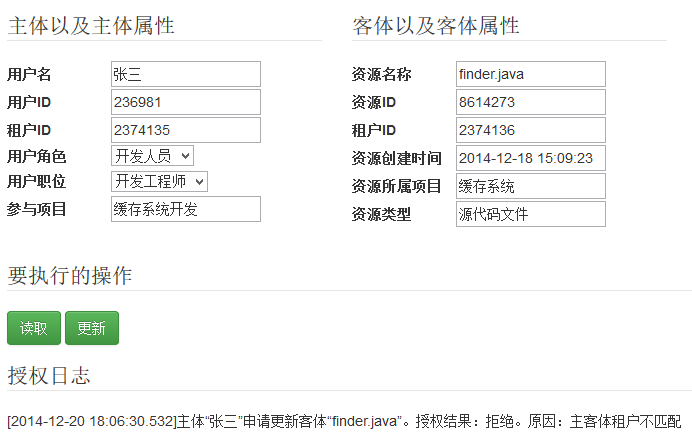 主体以及主体属性
用户名 张三
用户ID 236981
租户ID 2374135
用户角色 开发人员
用户职位 开发工程师
参与项目 缓存系统开发
客体以及客体属性
资源名称 finder.java
资源ID 8614273
租户ID 2374136
资源创建时间 2014-12-18 15:09:23
资源所属项目 缓存系统
资源类型 源代码文件
要执行的操作
读取 更新
授权日志
[2014-12-20 18:06:30.532]主体“张三”申请更新客体“finder.java”。授权结果：拒绝。原因：主客体租户不匹配